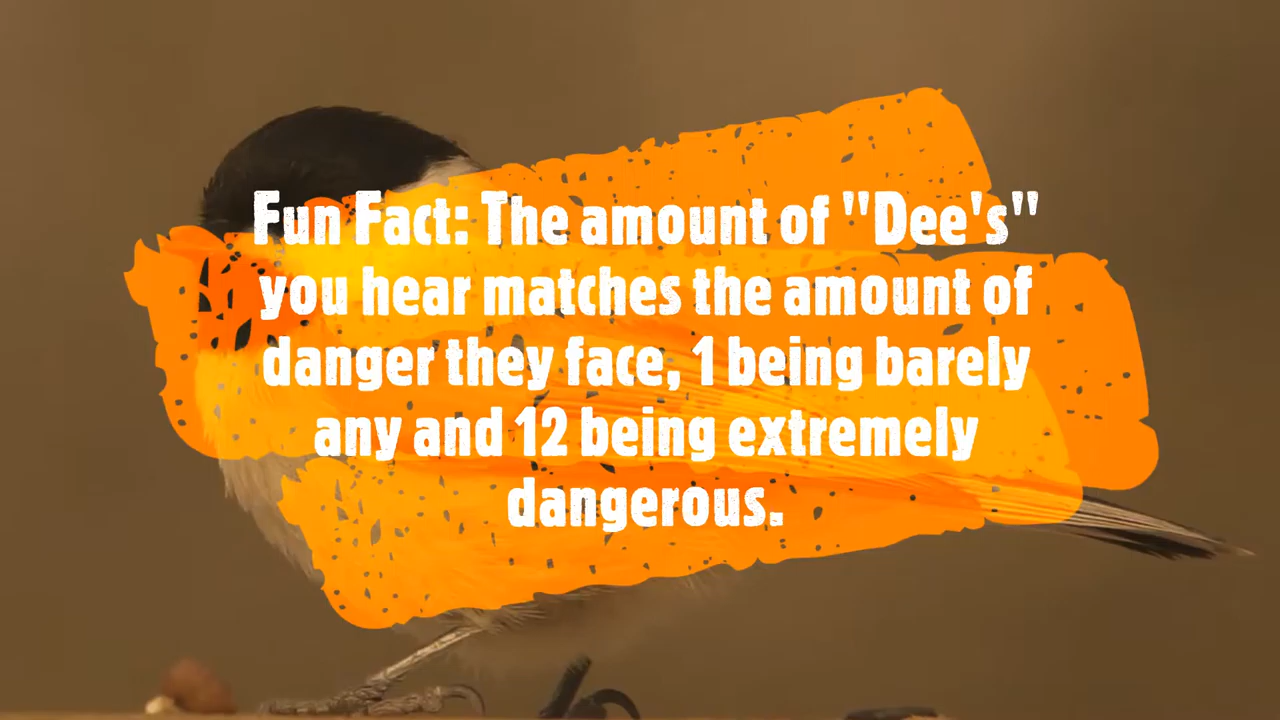 Fun Fact: The amount of "Dee's"
you hear matches the amount of
danger they face, 1 being barely
any and 12 being extremely
dangerous.